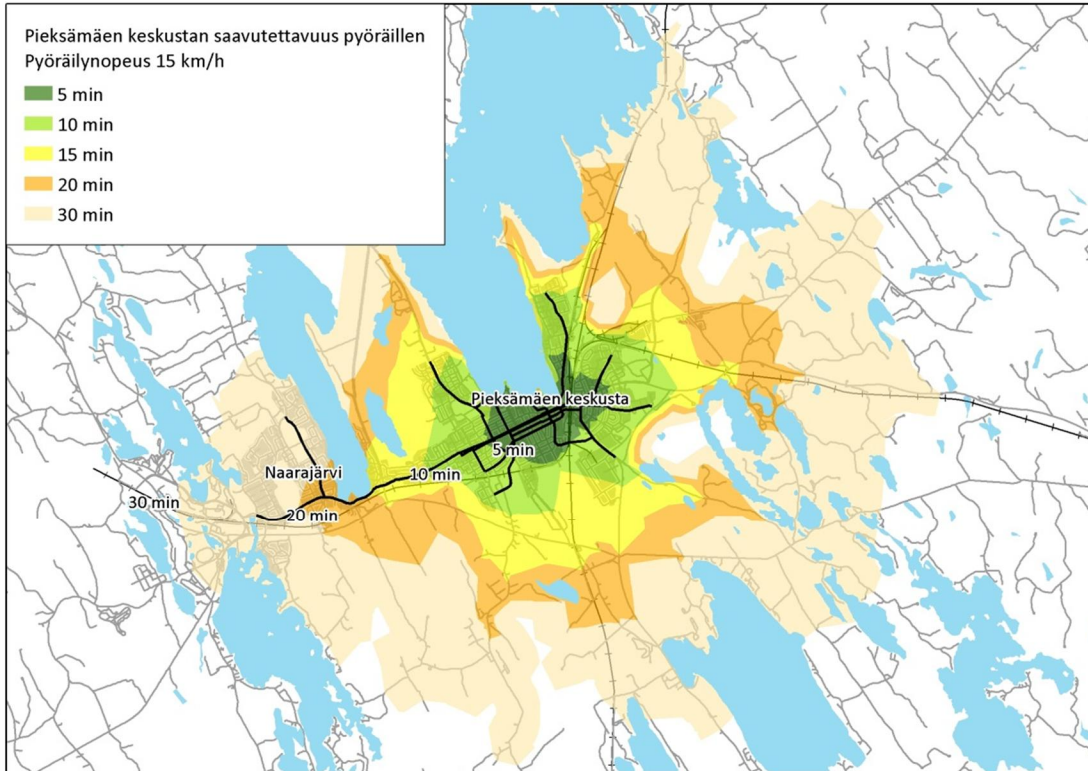 Pieksämäen keskustan saavutettavuus pyöräillen
Pyöräilynopeus 15 km/h
5 min
10 min
15 min
20 min
30 min
Pieksämäen keskusta
5 min
10 min
Naarajärvi
30 min
20 min